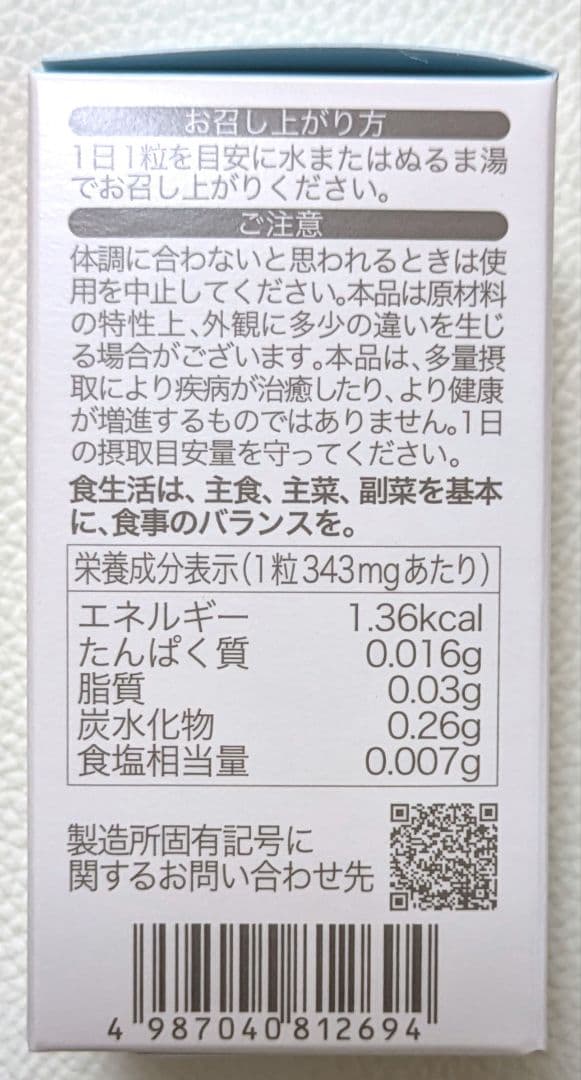 お召し上がり方
1日1粒を目安に水またはぬるま湯
でお召し上がりください。
ご注意
体調に合わないと思われるときは使
用を中止してください。本品は原材料
の特性上、外観に多少の違いを生じ
る場合がございます。本品は、多量摂
取により疾病が治癒したり、より健康
が増進するものではありません。1日
の摂取目安量を守ってください。
食生活は、主食、主菜、副菜を基本
に、食事のバランスを。
栄養成分表示(1粒343mgあたり)
エネルギー 1.36kcal
たんぱく質 0.016g
脂質 0.03g
炭水化物 0.26g
食塩相当量 0.007g
製造所固有記号に
関するお問い合わせ先
4 987040 812694